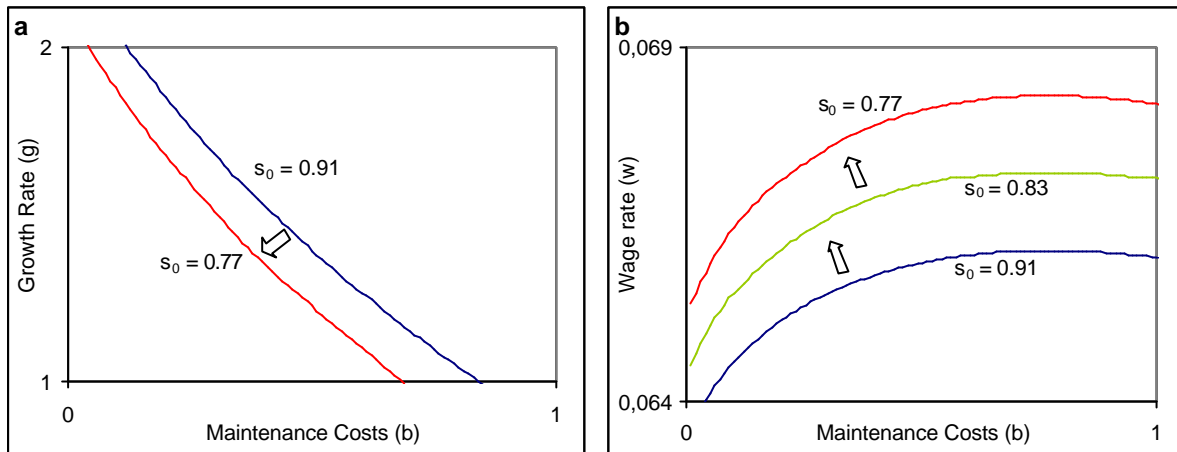 a
2
Growth Rate (g)
s0 = 0.91
s0 = 0.77
1
0
1
Maintenance Costs (b)
b
0,069
Wage rate (w)
s0 = 0.77
s0 = 0.83
s0 = 0.91
0,064
0
1
Maintenance Costs (b)